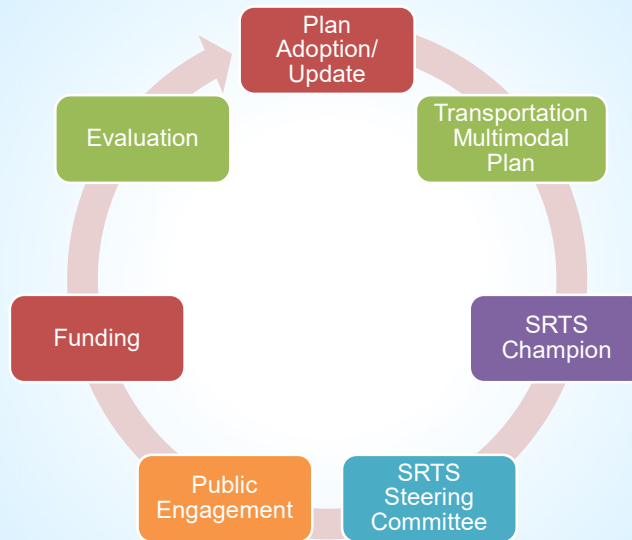 Plan
Adoption/
Update
Transportation
Multimodal
Plan
SRTS
Champion
SRTS
Steering
Committee
Public
Engagement
Funding
Evaluation